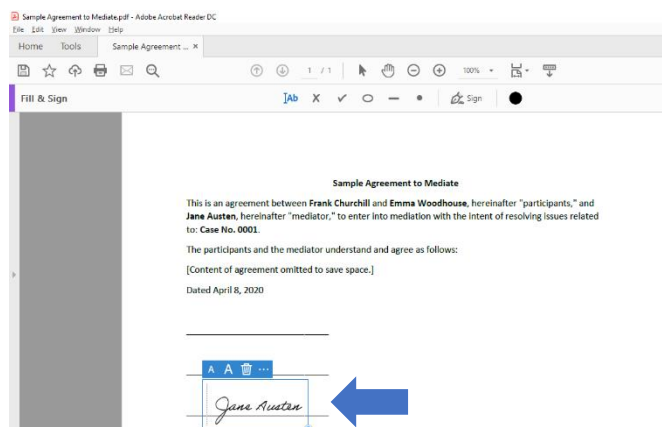 Sample Agreement to Mediate.pdf - Adobe Acrobat Reader DC
File Edit View Window Help
Home Tools Sample Agreement ... ×
1 / 1 100%
Fill & Sign Ab X Sign
Sample Agreement to Mediate
This is an agreement between Frank Churchill and Emma Woodhouse, hereinafter "participants," and
Jane Austen, hereinafter "mediator," to enter into mediation with the intent of resolving issues related
to: Case No. 0001.
The participants and the mediator understand and agree as follows:
[Content of agreement omitted to save space.]
Dated April 8, 2020
A A ...
Jane Austen